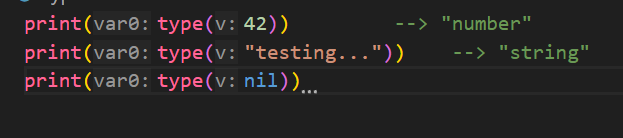 print(var0: type(v: 42))        --> "number"
print(var0: type(v: "testing..."))    --> "string"
print(var0: type(v: nil))...